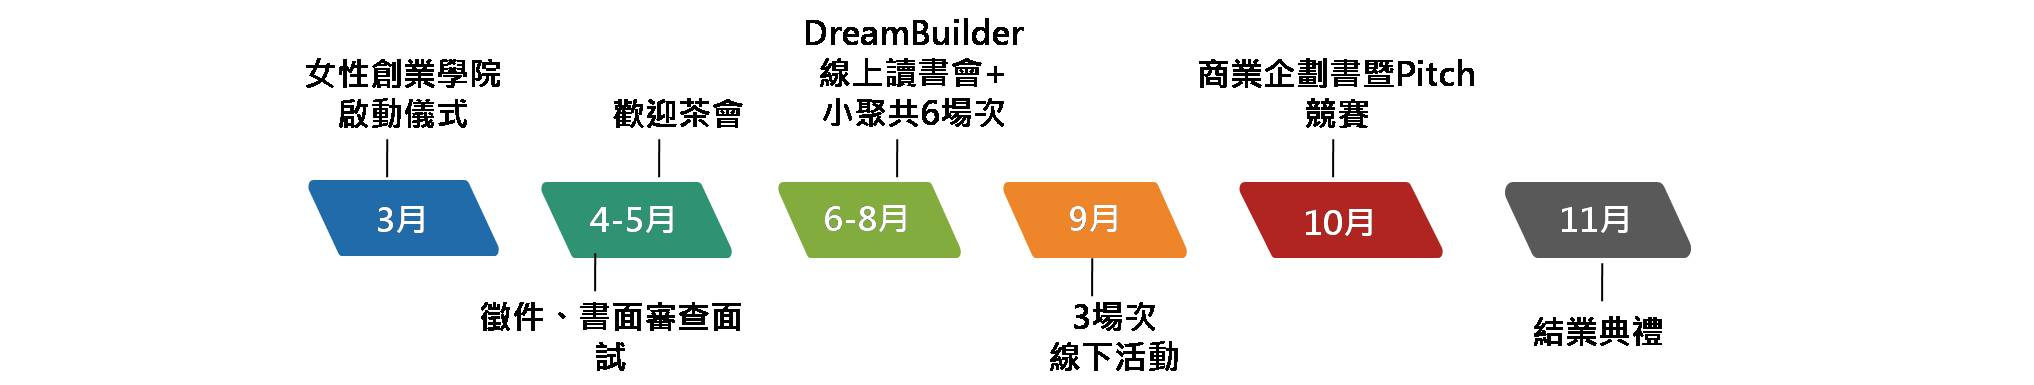 女性創業學院
啟動儀式
歡迎茶會
DreamBuilder
線上讀書會+
小聚共6場次
商業企劃書暨Pitch
競賽
3月
4-5月
6-8月
9月
10月
11月
徵件、書面審查面
試
3場次
線下活動
結業典禮